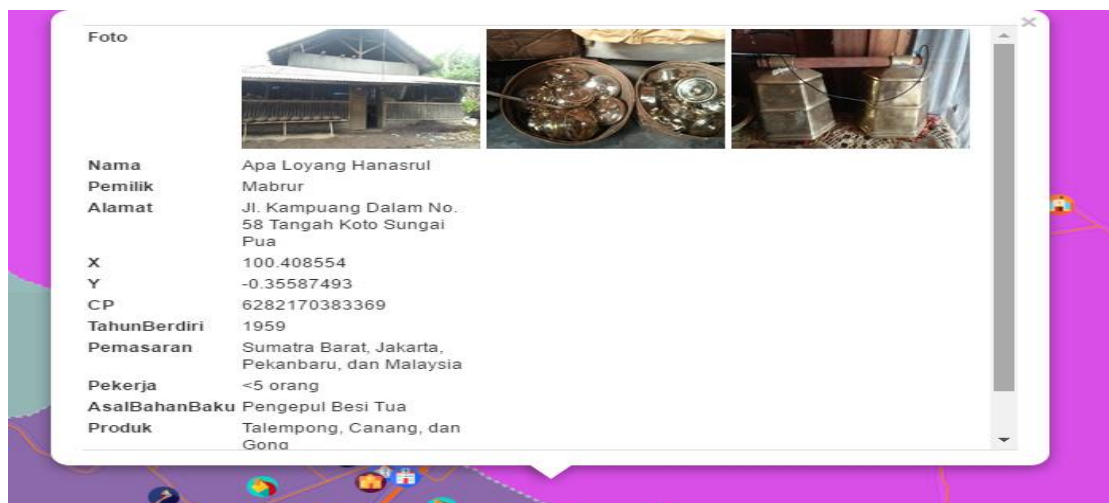 Foto
Nama Apa Loyang Hanasrul
Pemilik Mabrur
Alamat Jl. Kampuang Dalam No.
58 Tangah Koto Sungai
Pua
X 100.408554
Y -0.35587493
CP 6282170383369
TahunBerdiri 1959
Pemasaran Sumatra Barat, Jakarta,
Pekanbaru, dan Malaysia
Pekerja <5 orang
AsalBahanBaku Pengepul Besi Tua
Produk Talempong, Canang, dan
Gong